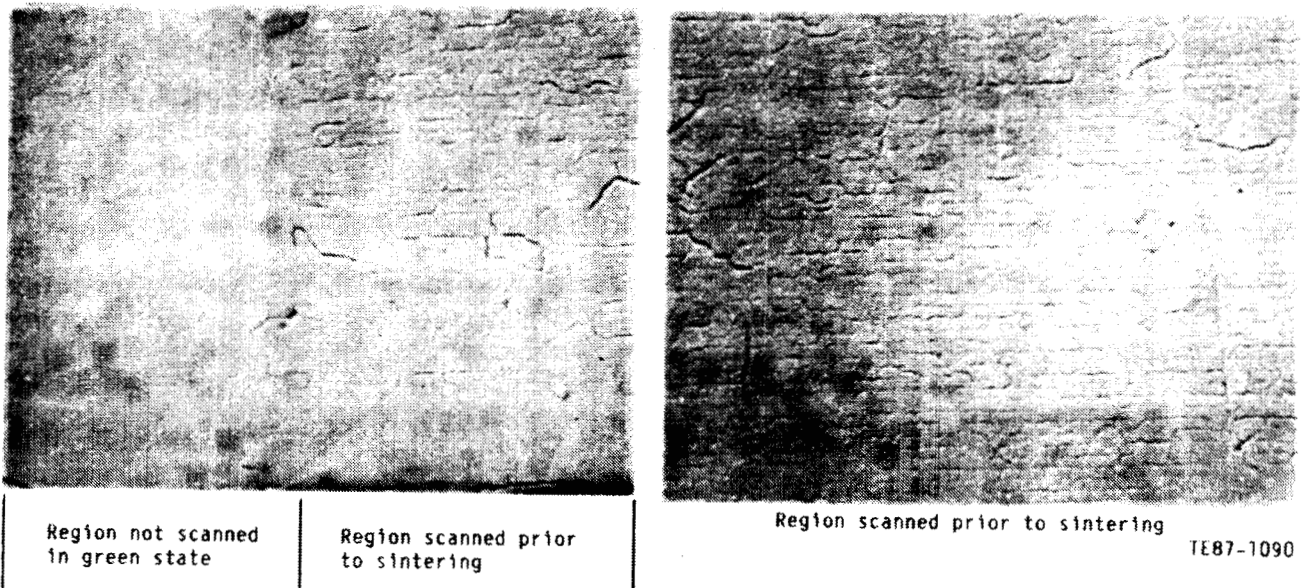 Region not scanned
in green state
Region scanned prior
to sintering
Region scanned prior to sintering
TE87-1090